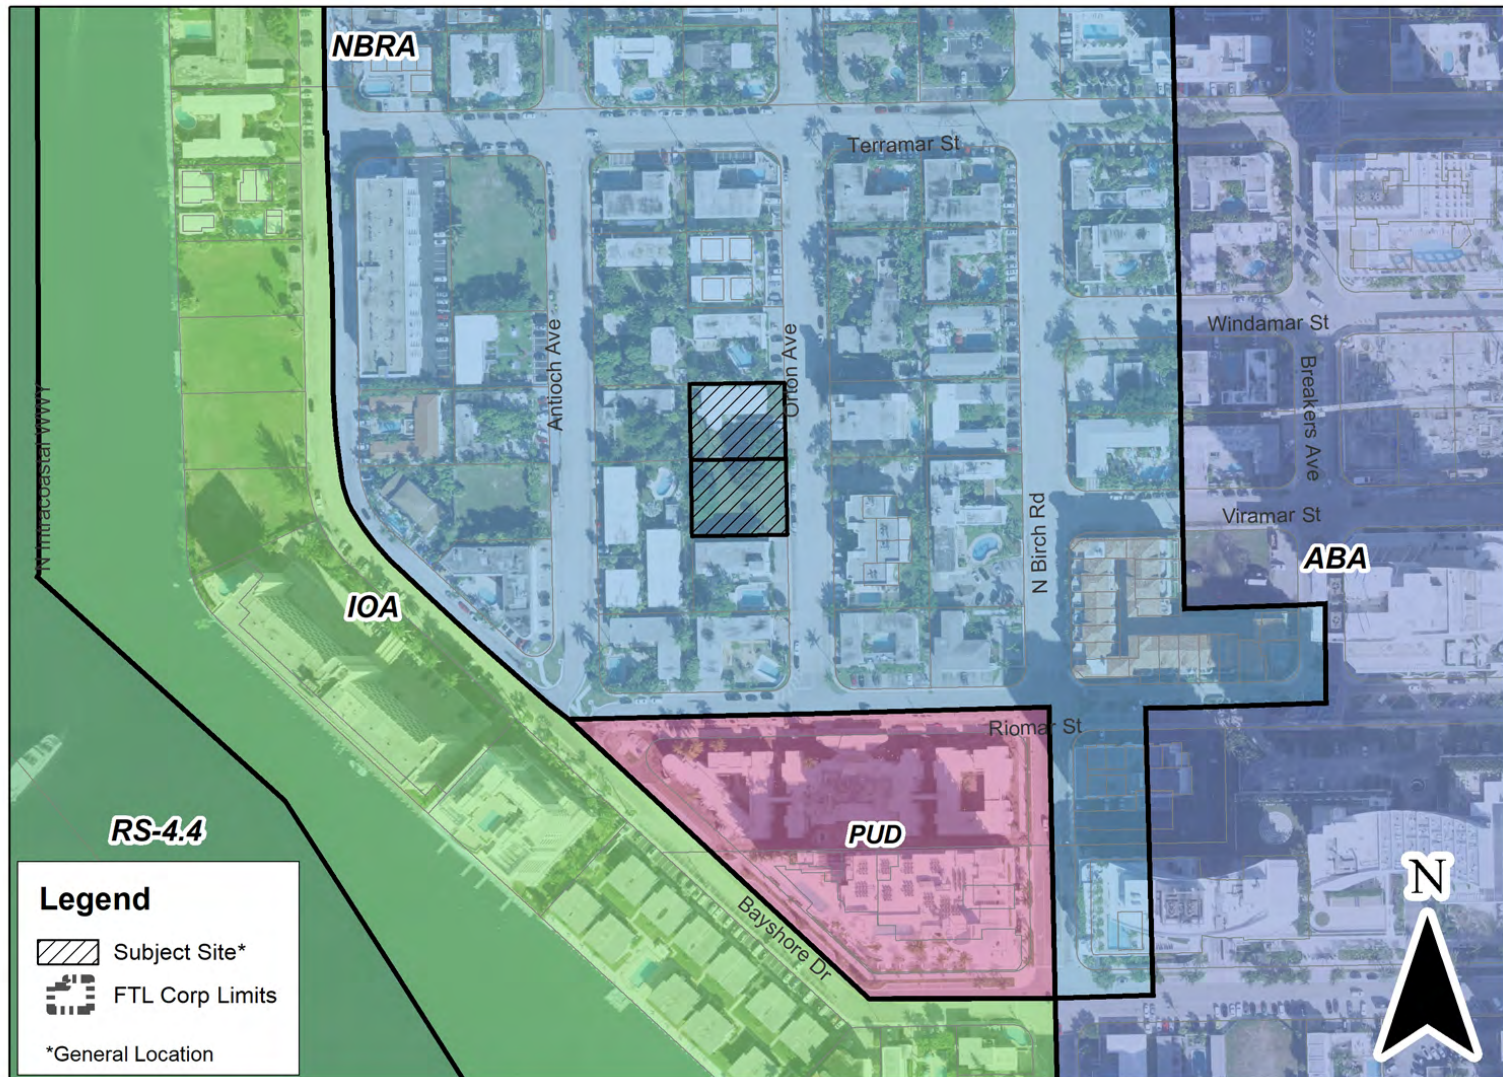 NBRA
Terramar St
Windamar St
Antioch Ave
Orton Ave
Breakers Ave
N Intracoastal WWY
N Birch Rd
Viramar St
ABA
IOA
Riomar St
RS-4.4
PUD
Bayshore Dr
Legend
Subject Site*
FTL Corp Limits
*General Location
N